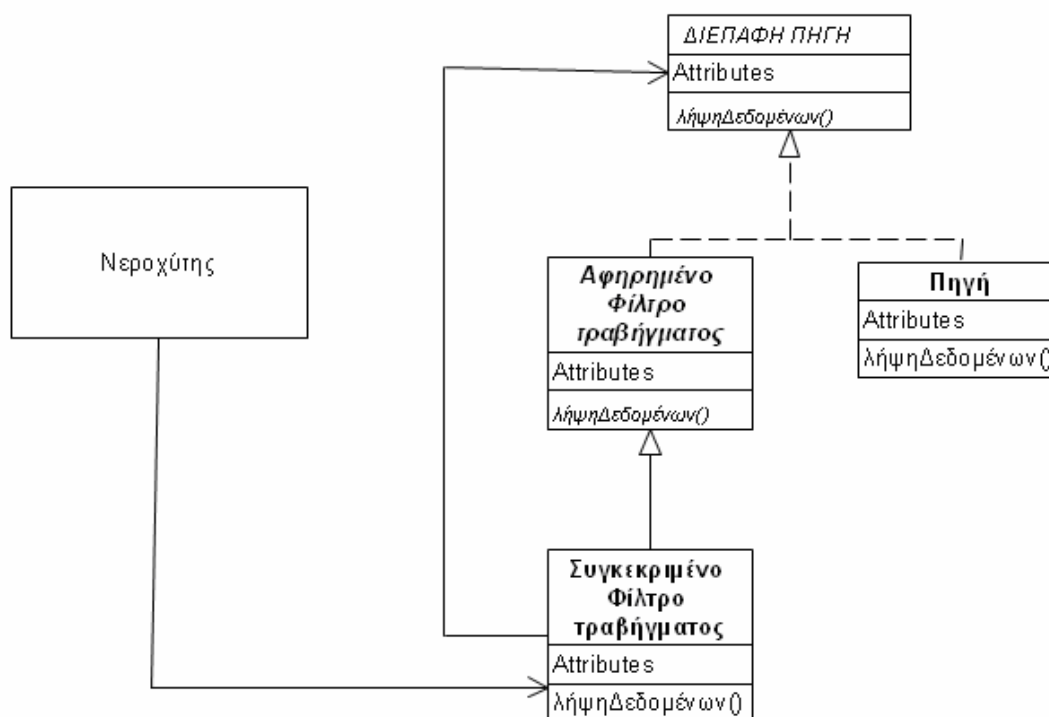 ΔΙΕΠΑΦΗ ΠΗΓΗ
Attributes
λήψηΔεδομένων()
Νεροχύτης
Αφηρημένο
Φίλτρο
τραβήγματος
Attributes
λήψηΔεδομένων()
Πηγή
Attributes
λήψηΔεδομένων()
Συγκεκριμένο
Φίλτρο
τραβήγματος
Attributes
λήψηΔεδομένων()